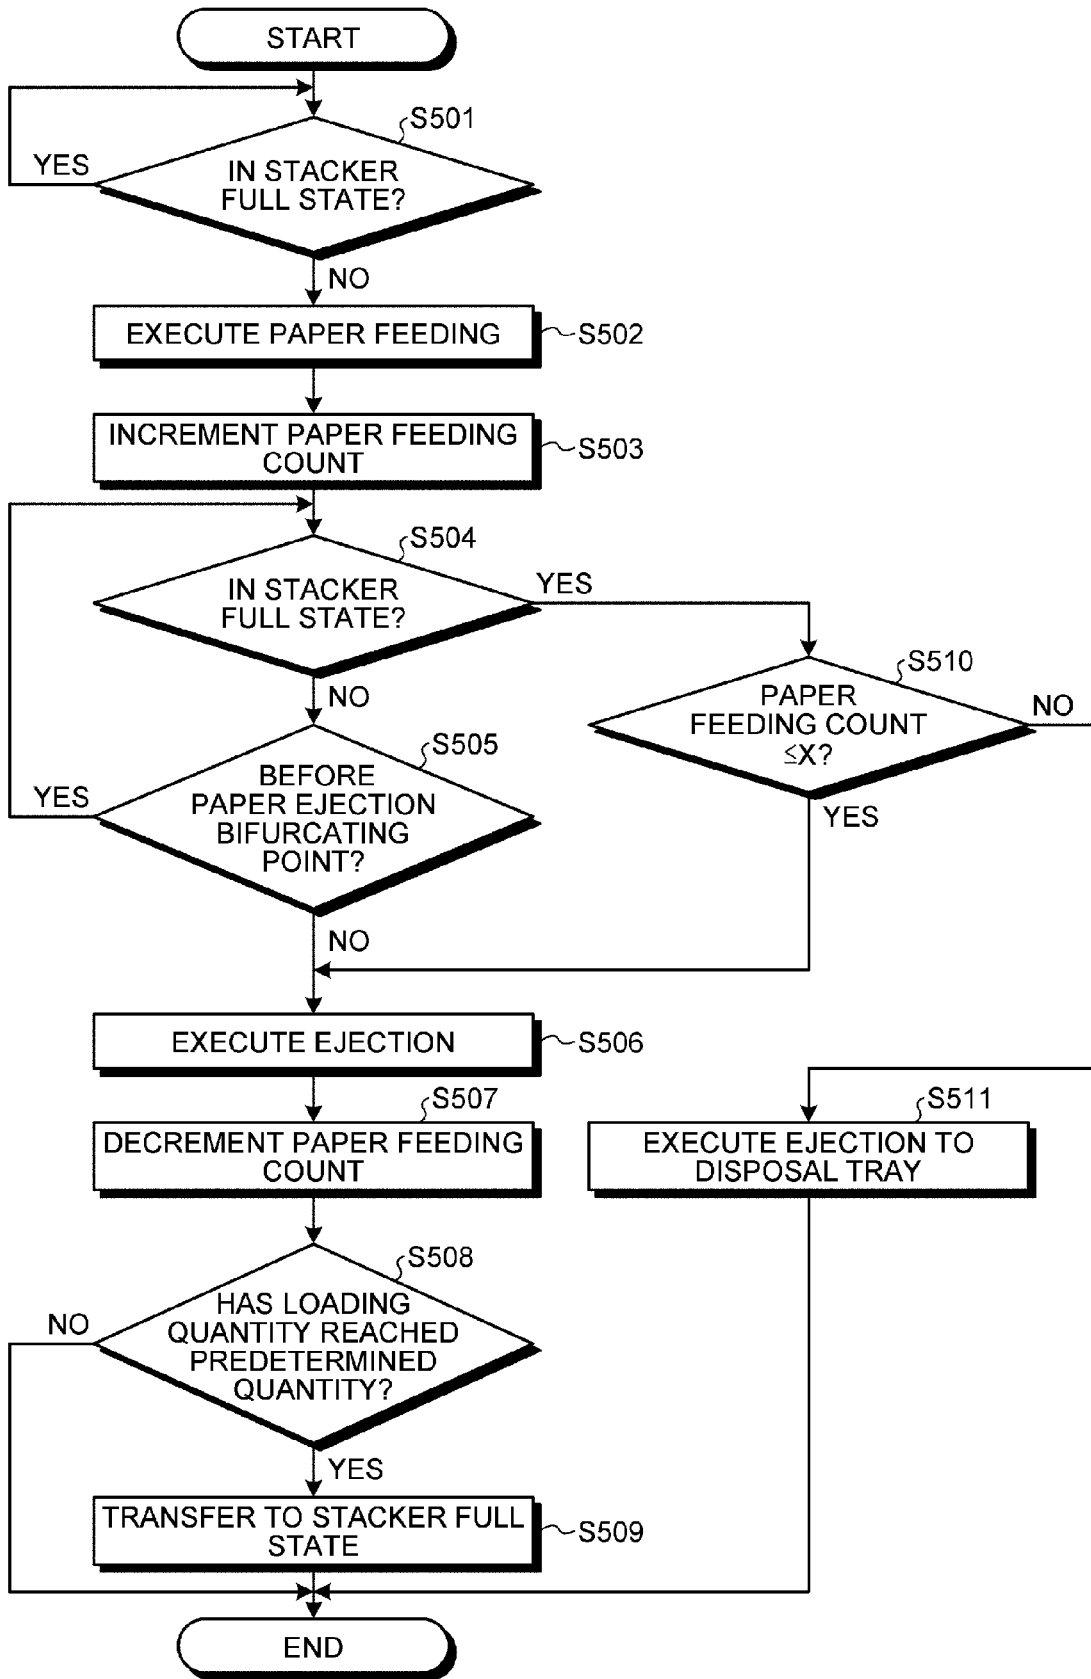 START
S501
YES
IN STACKER
FULL STATE?
NO
EXECUTE PAPER FEEDING
S502
INCREMENT PAPER FEEDING
COUNT
S503
S504
IN STACKER
FULL STATE?
YES
S510
PAPER
FEEDING COUNT
≤X?
NO
YES
NO
S505
BEFORE
PAPER EJECTION
BIFURCATING
POINT?
YES
NO
EXECUTE EJECTION
S506
S507
DECREMENT PAPER FEEDING
COUNT
S511
EXECUTE EJECTION TO
DISPOSAL TRAY
S508
HAS LOADING
QUANTITY REACHED
PREDETERMINED
QUANTITY?
NO
YES
TRANSFER TO STACKER FULL
STATE
S509
END